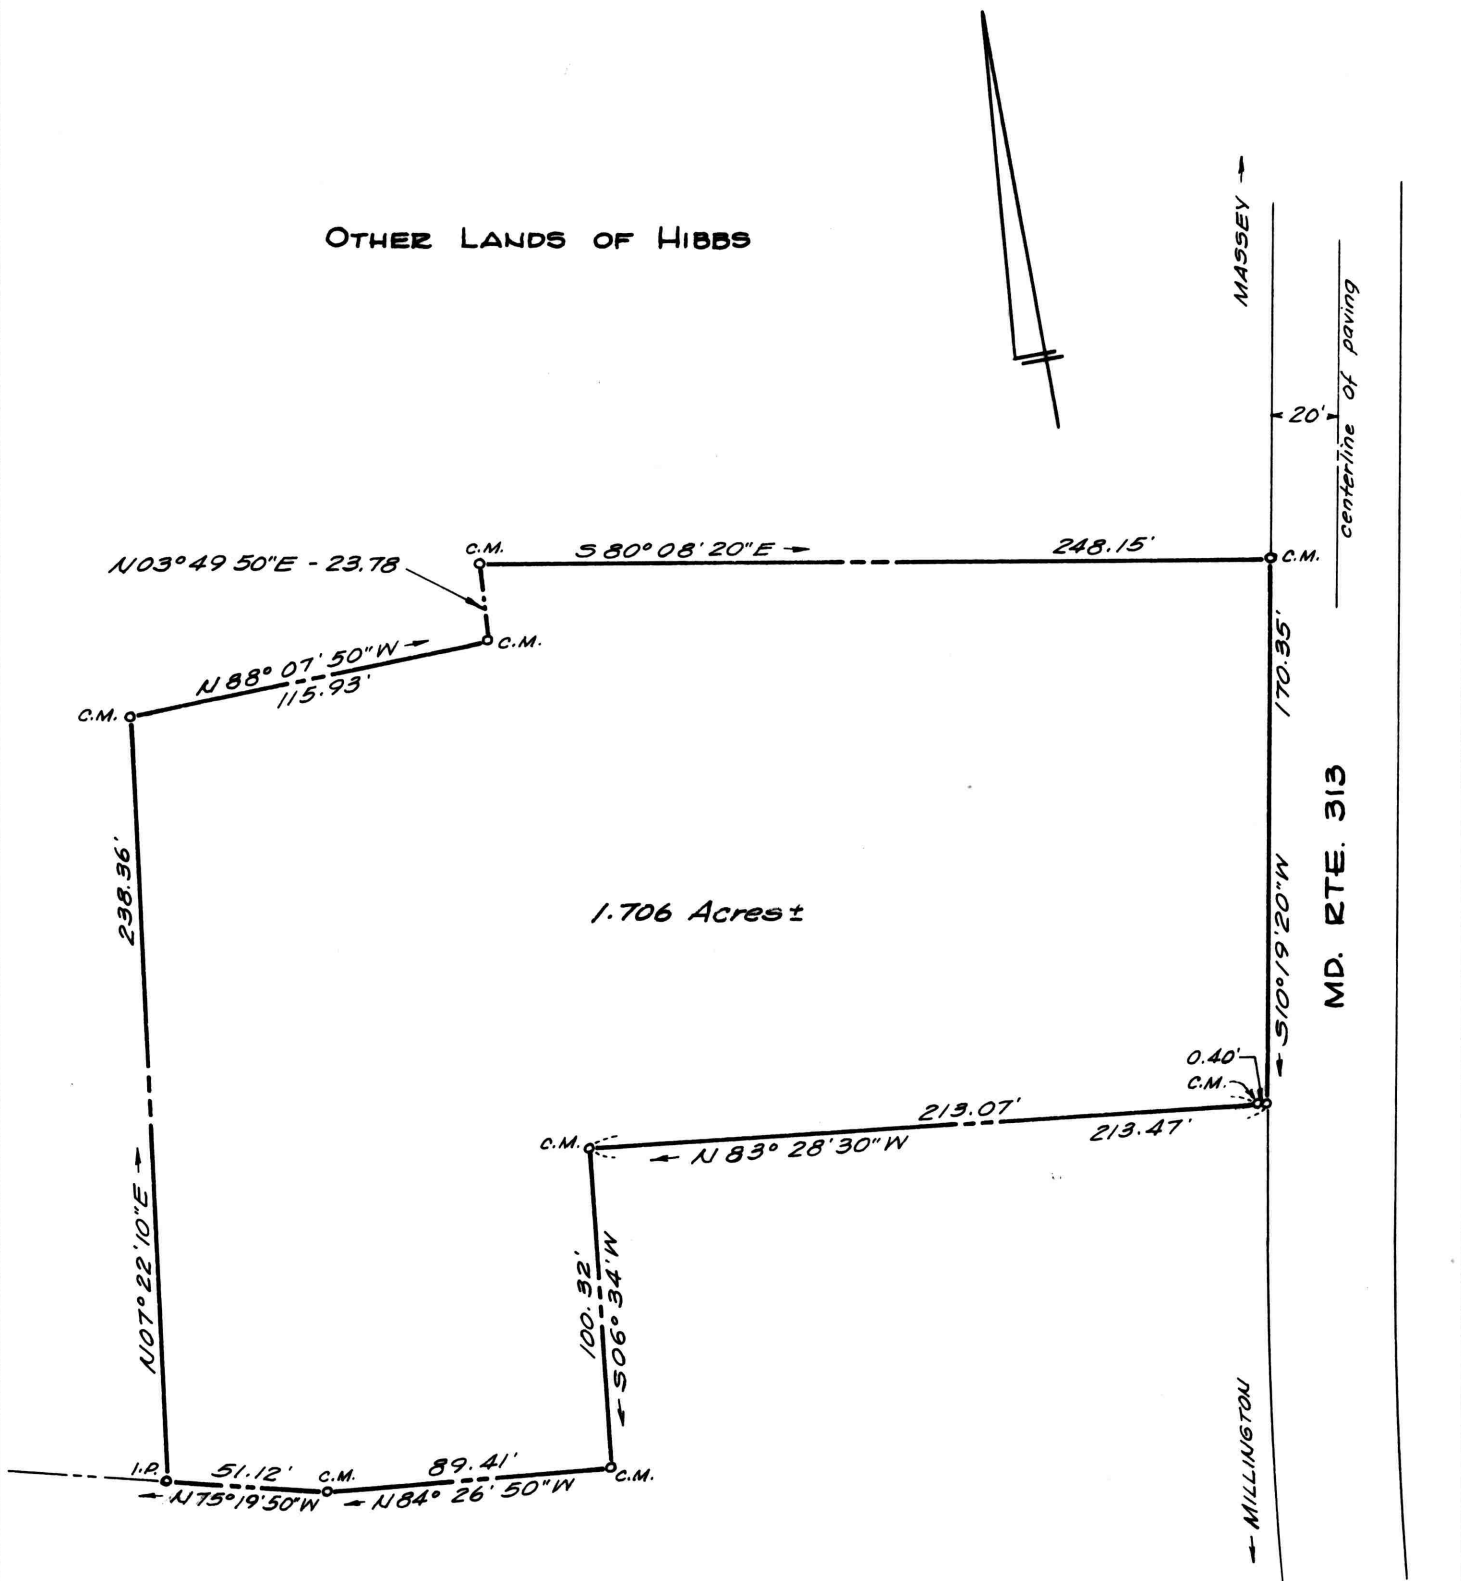 OTHER LANDS OF HIBBS
MASSEY →
20'
centerline of paving
N03°49 50"E - 23.78
C.M.
S 80° 08' 20"E →
248.15'
C.M.
N 88° 07' 50" W →
115.93'
C.M.
C.M.
170.35'
← S10°19'20"W
MD. RTE. 313
238.36'
N07°22'10"E →
1.706 Acres ±
0.40'
C.M.
213.07'
213.47'
C.M.
← N 83° 28' 30" W
100.32'
← S06° 34' W
I.P.
51.12'
C.M.
89.41'
C.M.
← N75°19'50"W
← N84° 26' 50" W
← MILLINGTON